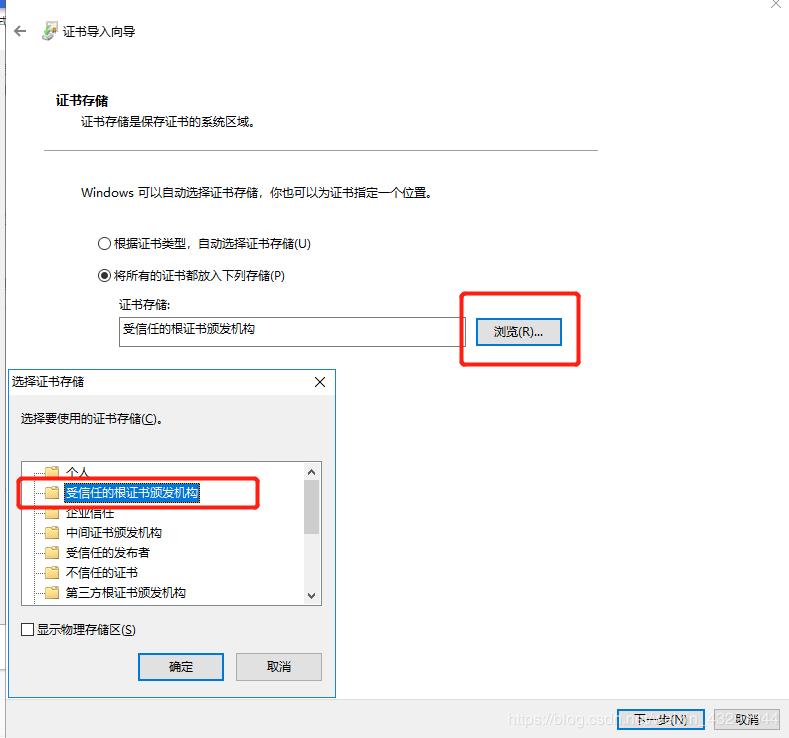 证书导入向导
证书存储
证书存储是保存证书的系统区域。
Windows 可以自动选择证书存储，你也可以为证书指定一个位置。
根据证书类型，自动选择证书存储(U)
将所有的证书都放入下列存储(P)
证书存储:
受信任的根证书颁发机构
浏览(R)...
选择证书存储
选择要使用的证书存储(C)。
个人
受信任的根证书颁发机构
企业信任
中间证书颁发机构
受信任的发布者
不信任的证书
第三方根证书颁发机构
显示物理存储区(S)
确定
取消
下一步(N)
取消